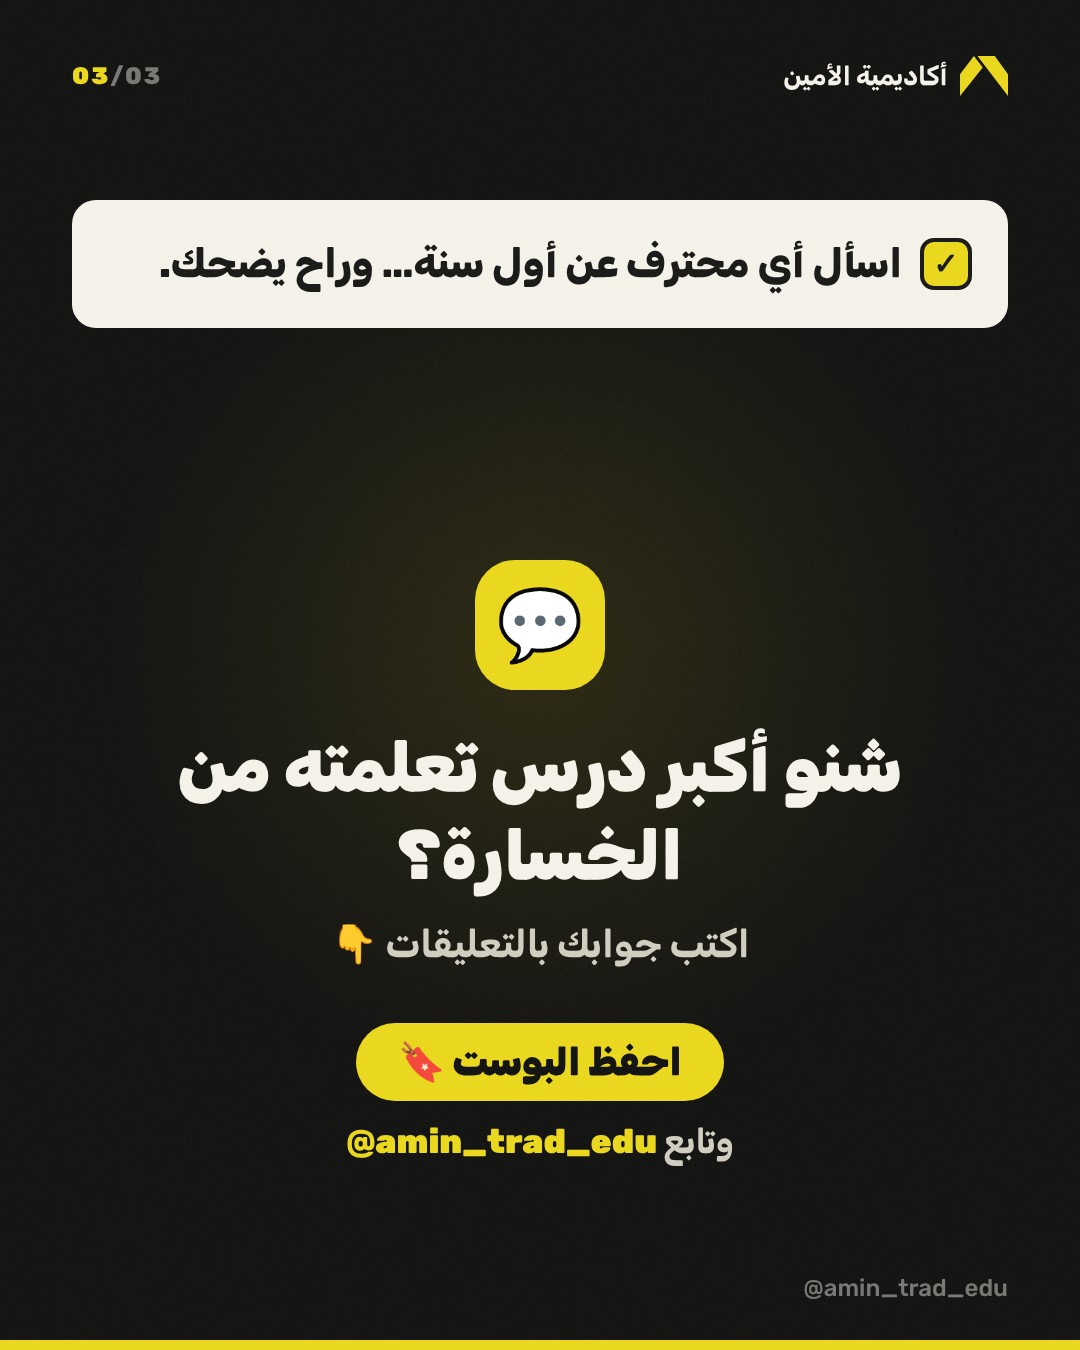 أكاديمية الأمين
03/03
✓ اسأل أي محترف عن أول سنة... وراح يضحك.
شنو أكبر درس تعلمته من
الخسارة؟
اكتب جوابك بالتعليقات 👇
احفظ البوست 🔖
وتابع @amin_trad_edu
@amin_trad_edu